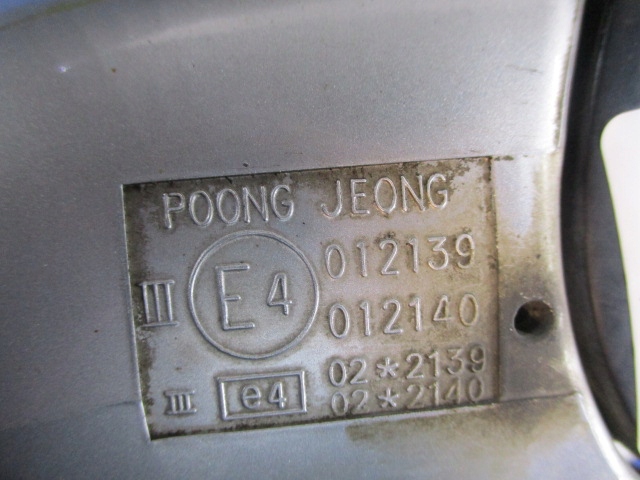 POONG JEONG
III E4 012139
012140
III e4 02*2139
02*2140